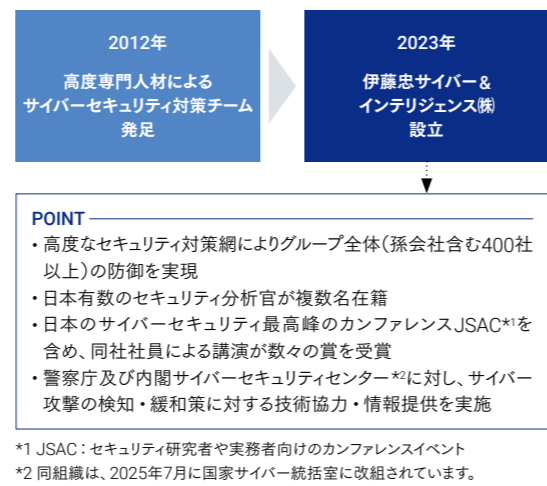 2012年
高度専門人材による
サイバーセキュリティ対策チーム
発足
2023年
伊藤忠サイバー＆
インテリジェンス㈱
設立
POINT
・高度なセキュリティ対策網によりグループ全体（孫会社含む400社
以上）の防御を実現
・日本有数のセキュリティ分析官が複数名在籍
・日本のサイバーセキュリティ最高峰のカンファレンスJSAC*1を
含め、同社社員による講演が数々の賞を受賞
・警察庁及び内閣サイバーセキュリティセンター*2に対し、サイバー
攻撃の検知・緩和策に対する技術協力・情報提供を実施
*1 JSAC：セキュリティ研究者や実務者向けのカンファレンスイベント
*2 同組織は、2025年7月に国家サイバー統括室に改組されています。